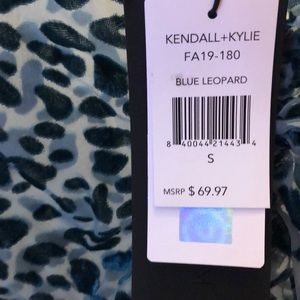 KENDALL+KYLIE
FA19-180
BLUE LEOPARD
8 40044 21443 4
S
MSRP $ 69.97